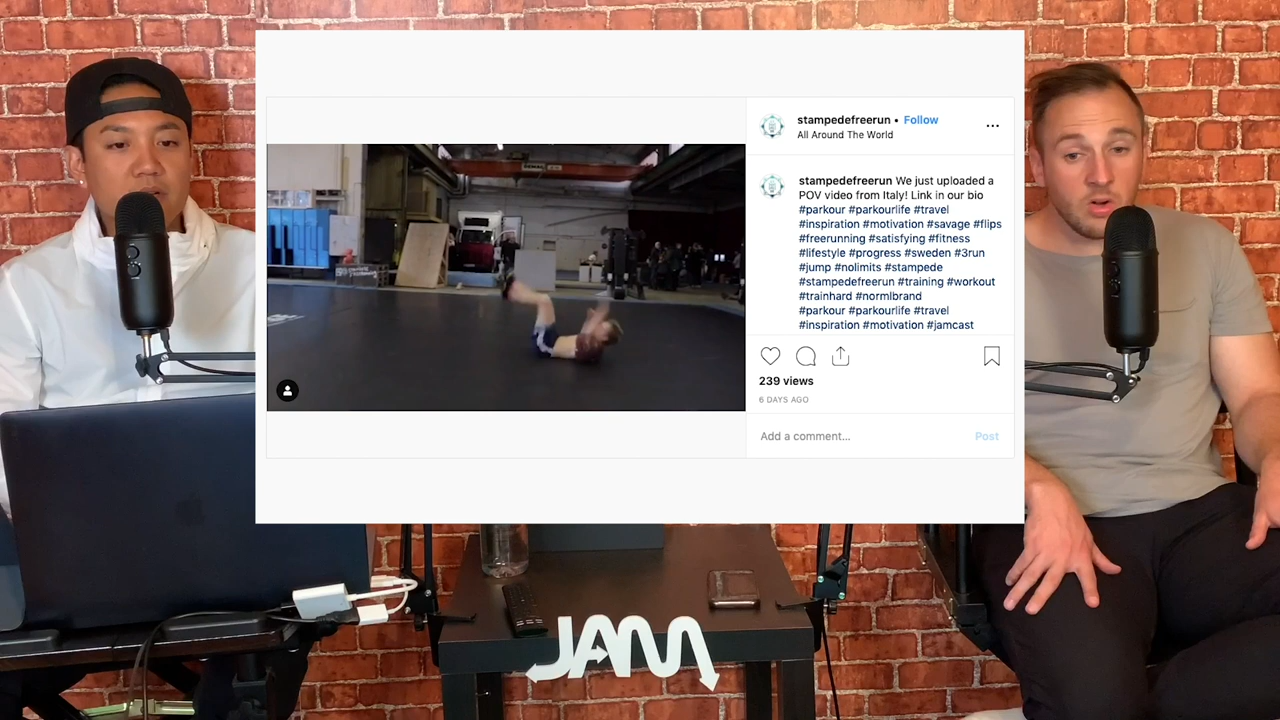 stampedefreerun • Follow
All Around The World
stampedefreerun We just uploaded a
POV video from Italy! Link in our bio
#parkour #parkourlife #travel
#inspiration #motivation #savage #flips
#freerunning #satisfying #fitness
#lifestyle #progress #sweden #3run
#jump #nolimits #stampede
#stampedefreerun #training #workout
#trainhard #normlbrand
#parkour #parkourlife #travel
#inspiration #motivation #jamcast
239 views
6 DAYS AGO
Add a comment...
Post
JAM